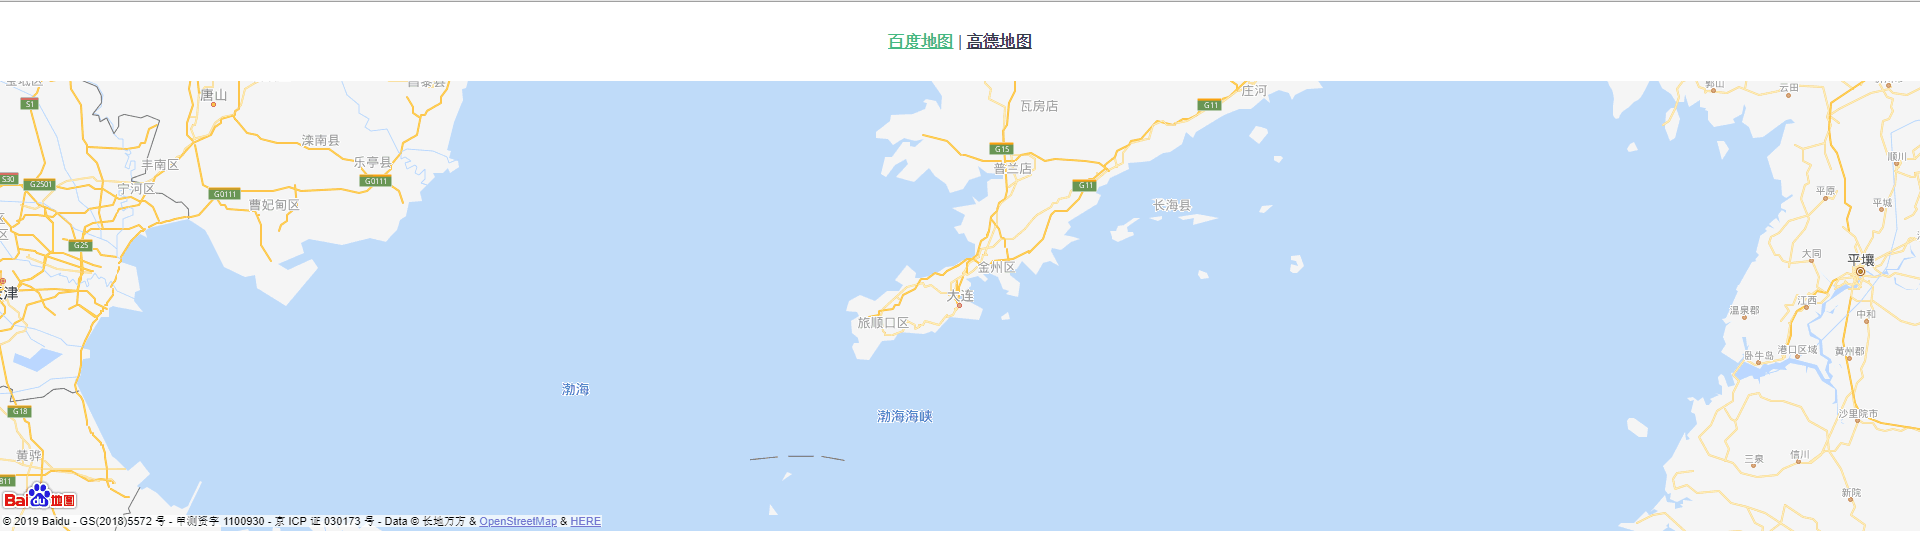 百度地图 | 高德地图
唐山
瓦房店
庄河
云田
S1
G11
滦南县
G15
丰南区
乐亭县
普兰店
顺川
S30
G2501
宁河区
G0111
G0111
G11
平原
曹妃甸区
长海县
平城
区
区
G25
大同
平壤
金州区
津
大连
江西
旅顺口区
温泉郡
中和
卧牛岛
港口区域
黄州郡
渤海
G18
渤海海峡
沙里院市
黄骅
三泉
信川
811
新院
Bai du 地图
© 2019 Baidu - GS(2018)5572 号 - 甲测资字 1100930 - 京 ICP 证 030173 号 - Data © 长地万方 & OpenStreetMap & HERE